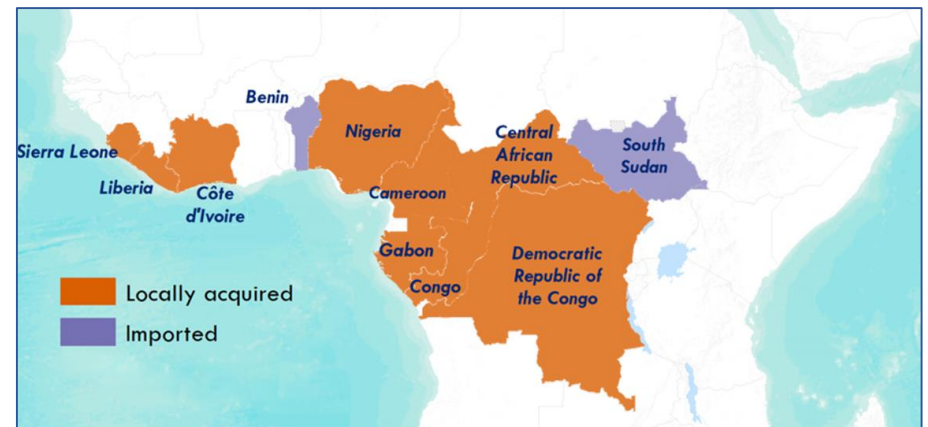 Benin
Nigeria
Central
African
Republic
South
Sudan
Sierra Leone
Liberia
Côte
d'Ivoire
Cameroon
Gabon
Congo
Democratic
Republic of
the Congo
Locally acquired
Imported